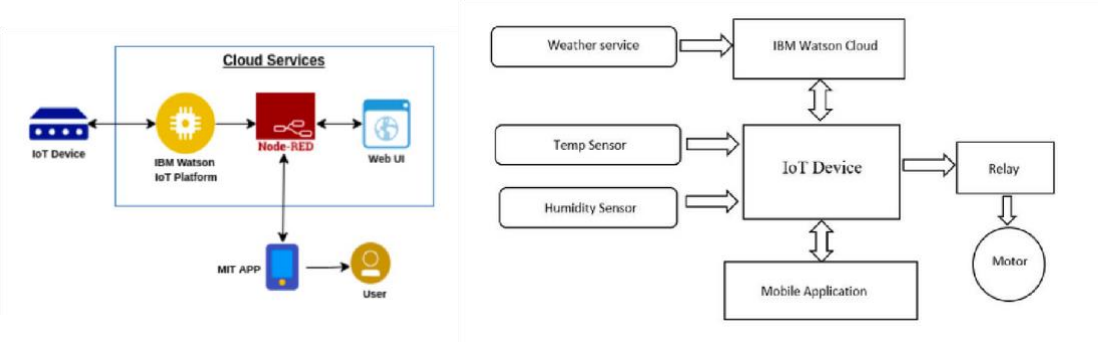 Cloud Services
IoT Device
IBM Watson
IoT Platform
Node-RED
Web UI
MIT APP
User
Weather service
IBM Watson Cloud
Temp Sensor
IoT Device
Relay
Humidity Sensor
Motor
Mobile Application